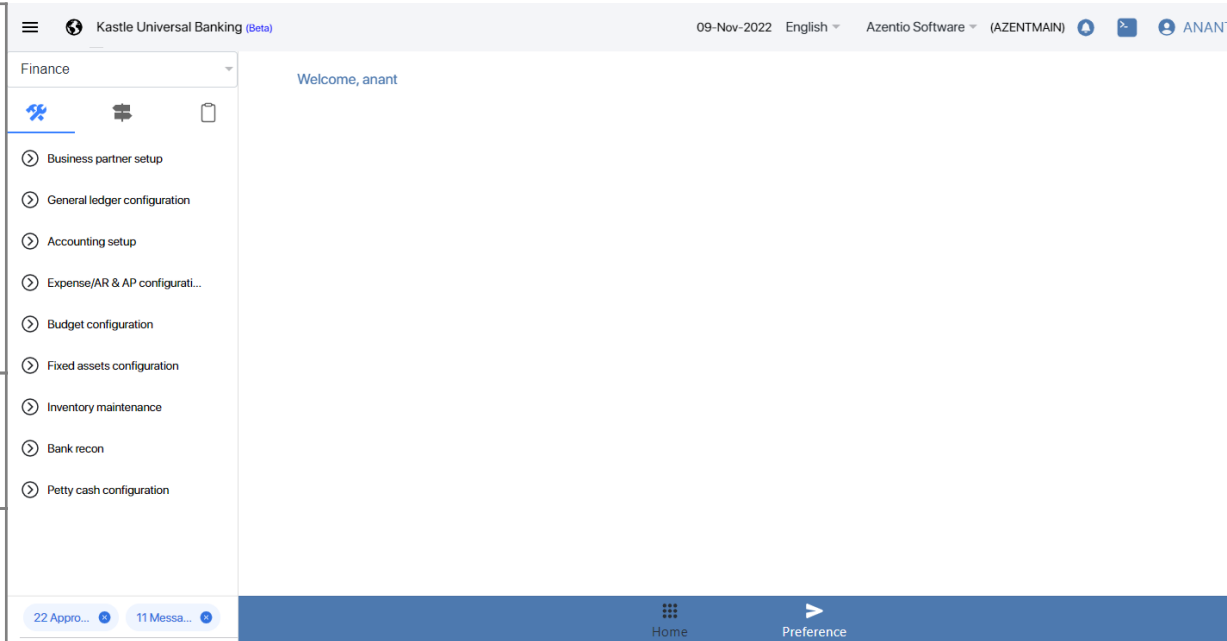 Kastle Universal Banking (Beta) 09-Nov-2022 English Azentio Software (AZENTMAIN) ANANT
Finance
Welcome, anant
Business partner setup
General ledger configuration
Accounting setup
Expense/AR & AP configurati...
Budget configuration
Fixed assets configuration
Inventory maintenance
Bank recon
Petty cash configuration
22 Appro... 11 Messa...
Home Preference